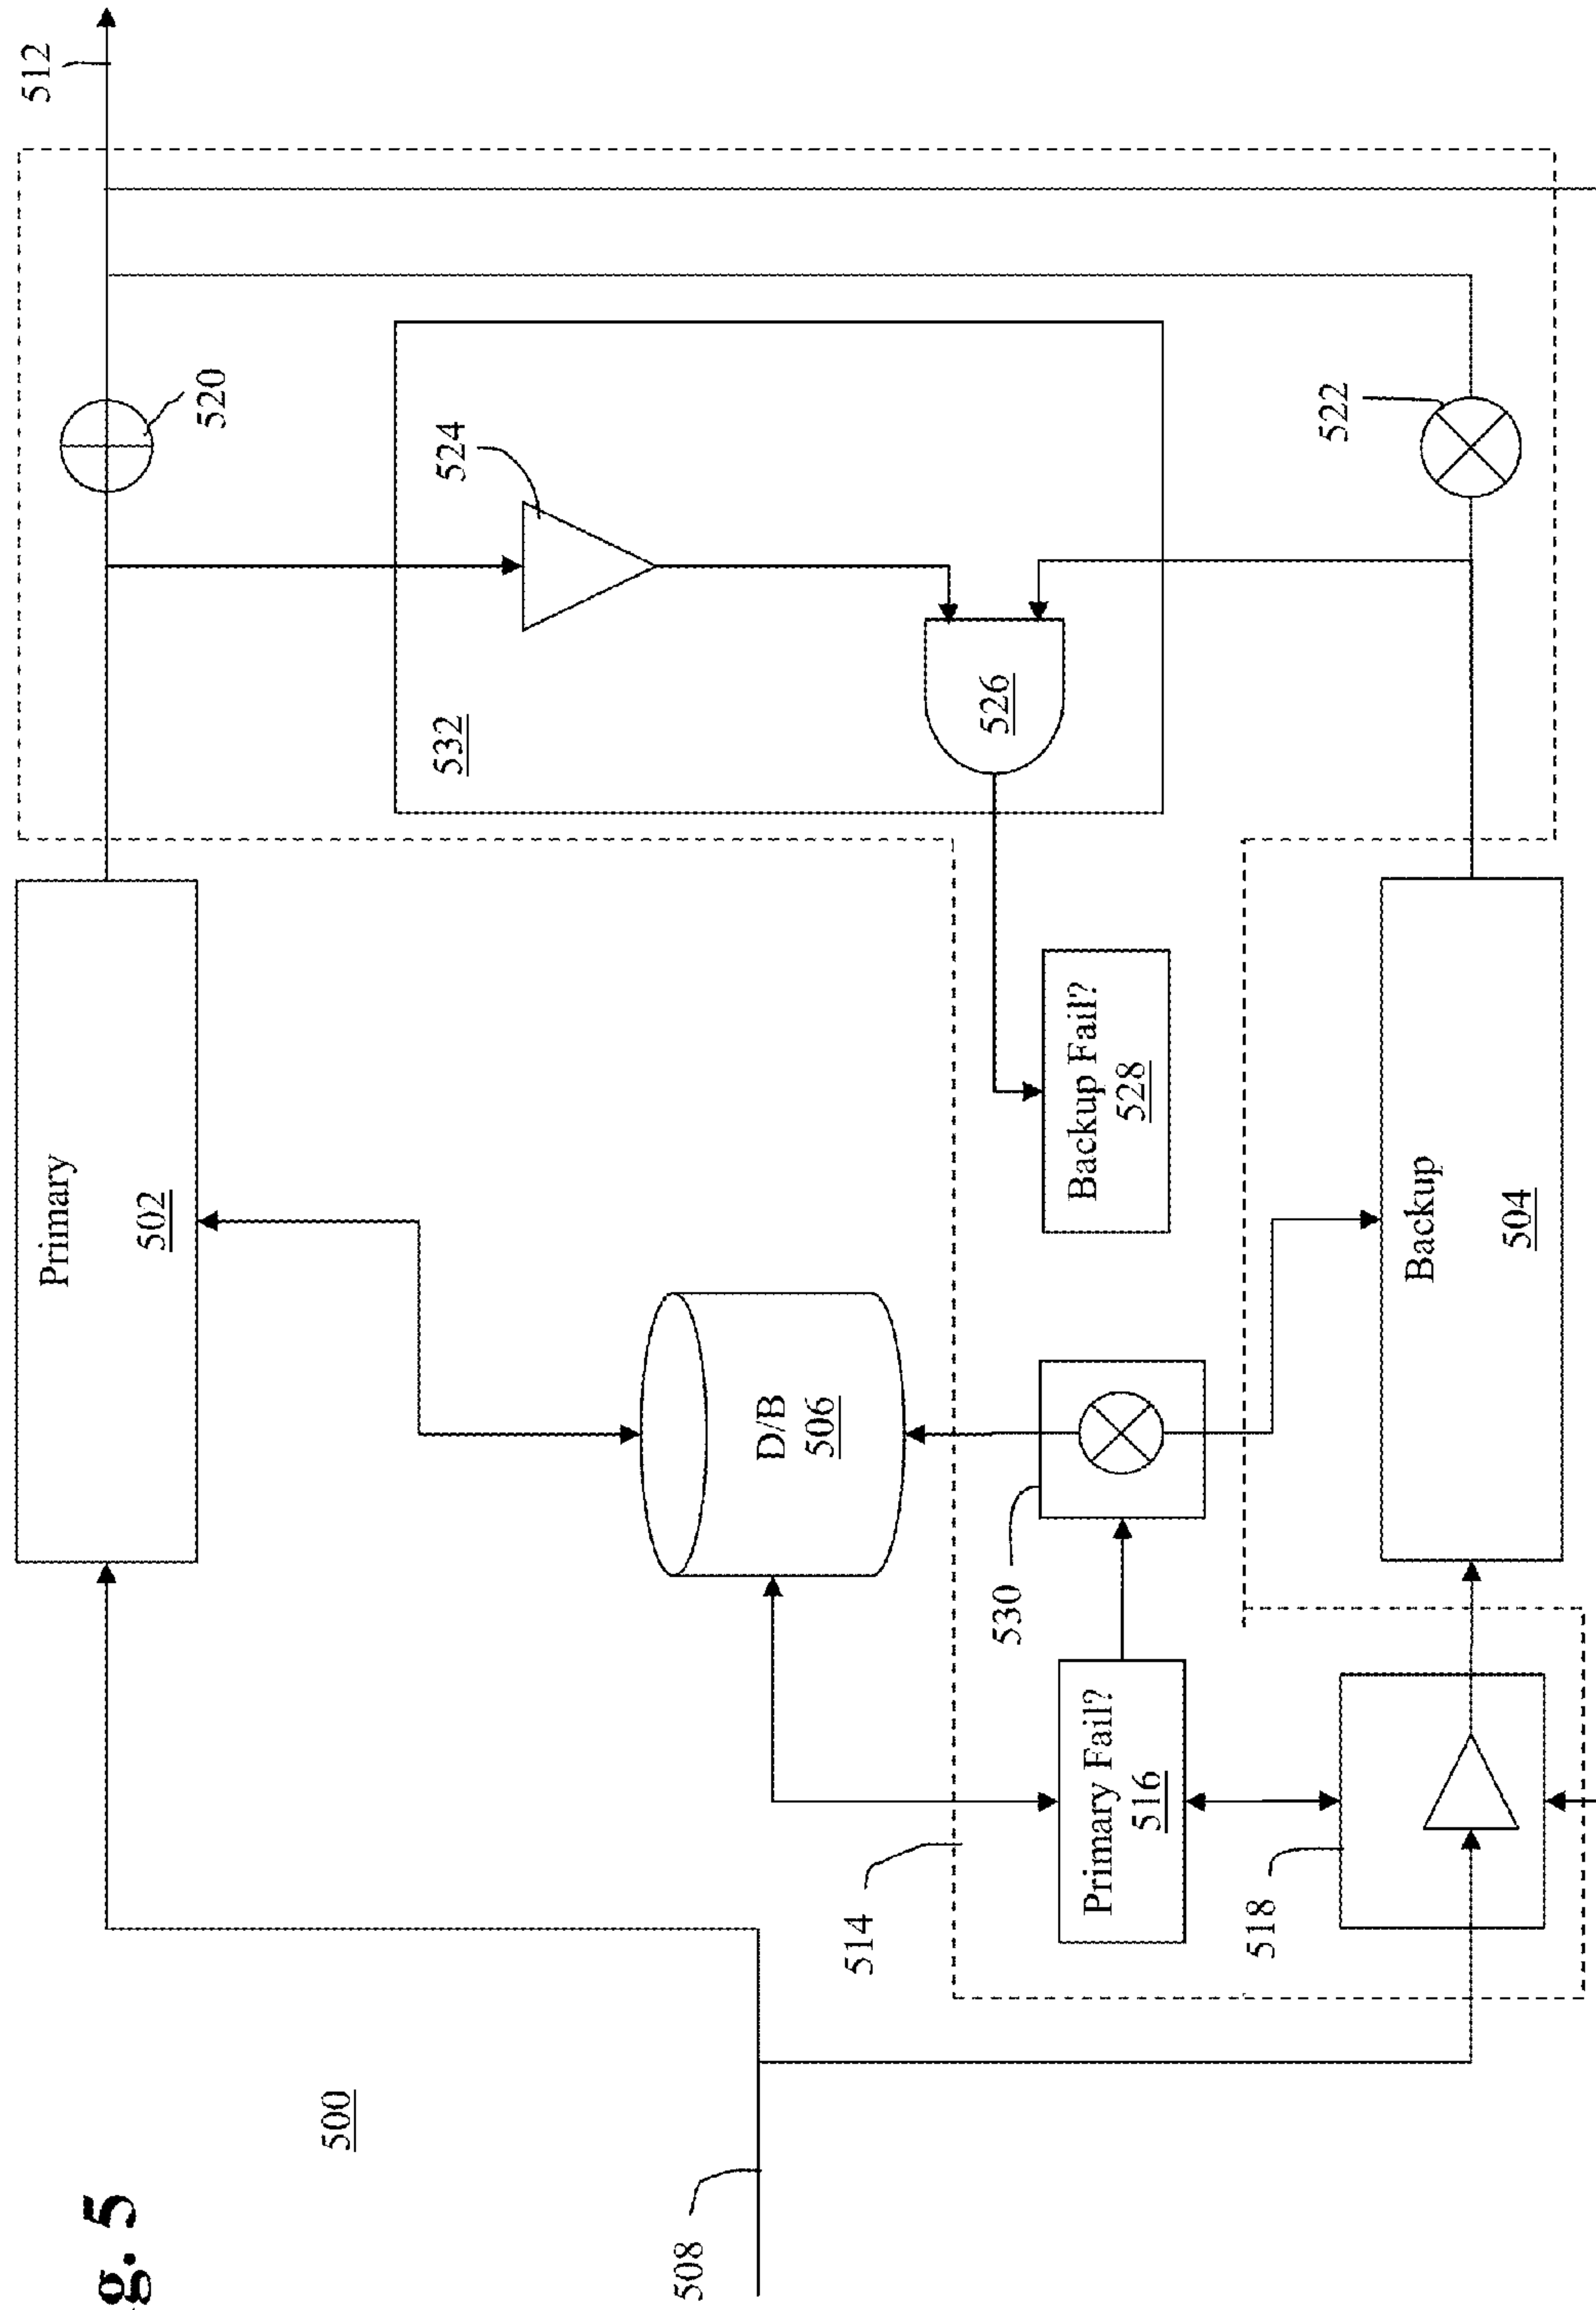 g. 5
500
508
Primary
502
520
512
D/B
506
532
524
514
Primary Fail?
516
530
Backup Fail?
528
526
518
Backup
504
522